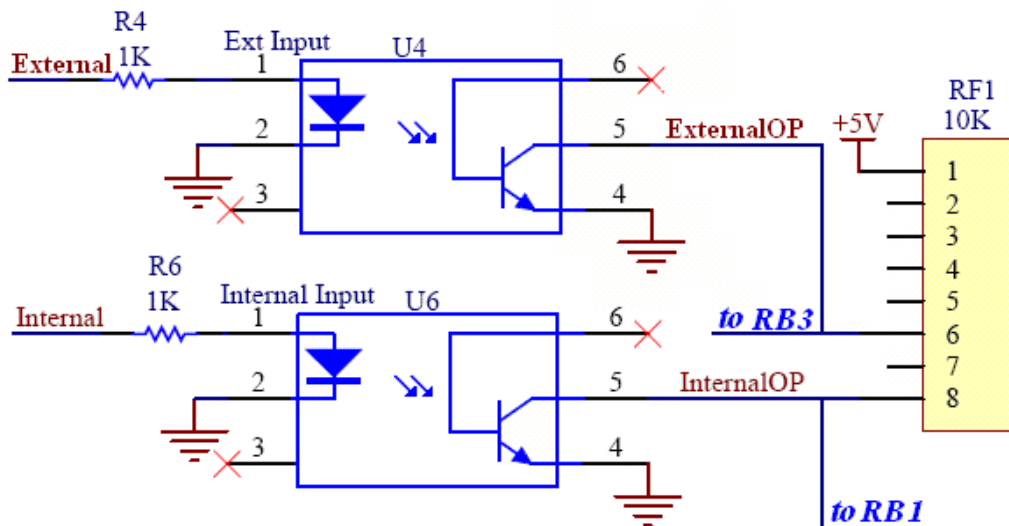 R4
1K
External
Ext Input
U4
1
2
3
6
5
4
ExternalOP
+5V
RF1
10K
1
2
3
4
5
6
7
8
to RB3
R6
1K
Internal
Internal Input
U6
1
2
3
6
5
4
InternalOP
to RB1